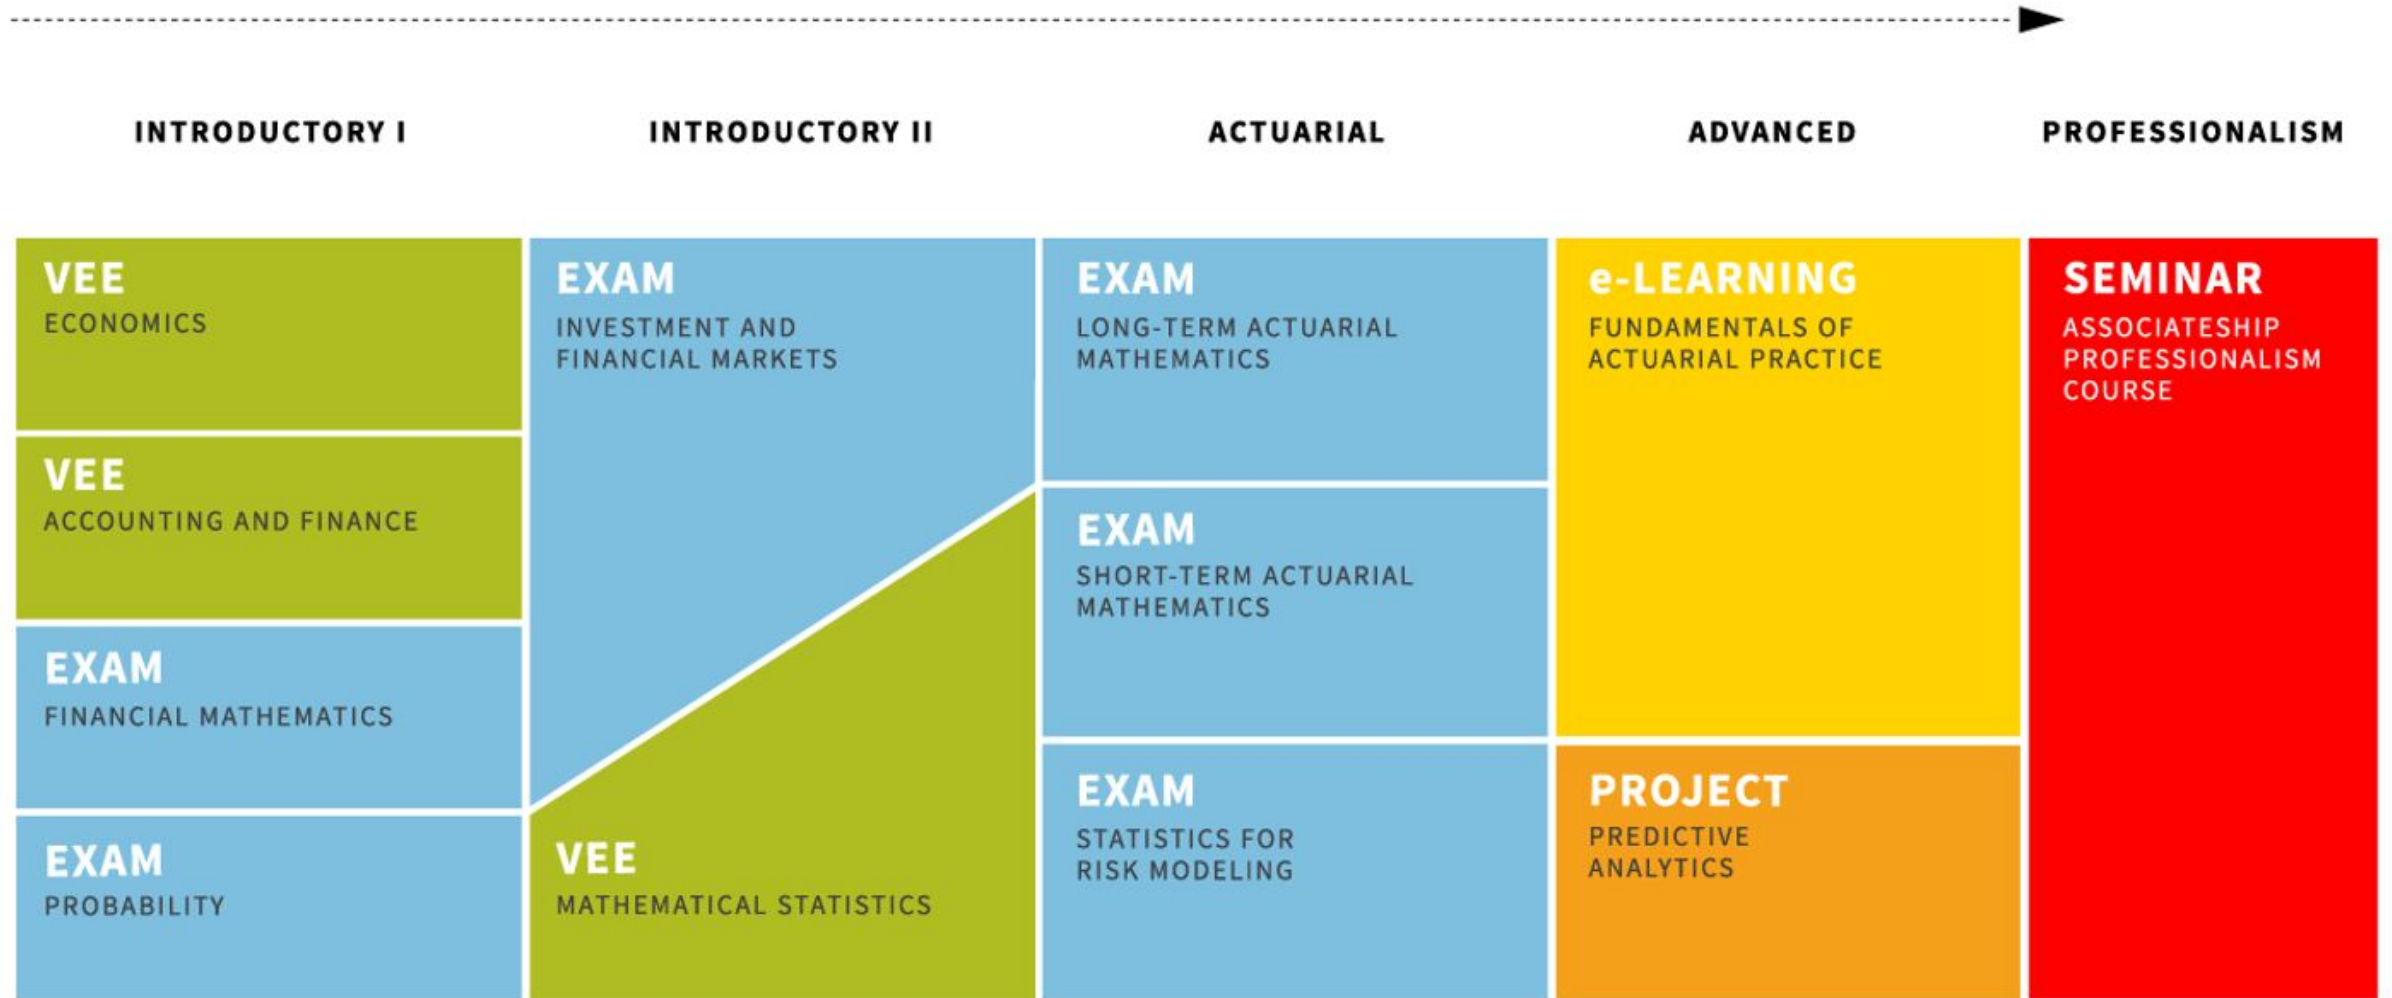 INTRODUCTORY I
INTRODUCTORY II
ACTUARIAL
ADVANCED
PROFESSIONALISM
VEE
ECONOMICS
VEE
ACCOUNTING AND FINANCE
EXAM
FINANCIAL MATHEMATICS
EXAM
PROBABILITY
EXAM
INVESTMENT AND
FINANCIAL MARKETS
VEE
MATHEMATICAL STATISTICS
EXAM
LONG-TERM ACTUARIAL
MATHEMATICS
EXAM
SHORT-TERM ACTUARIAL
MATHEMATICS
EXAM
STATISTICS FOR
RISK MODELING
e-LEARNING
FUNDAMENTALS OF
ACTUARIAL PRACTICE
PROJECT
PREDICTIVE
ANALYTICS
SEMINAR
ASSOCIATESHIP
PROFESSIONALISM
COURSE